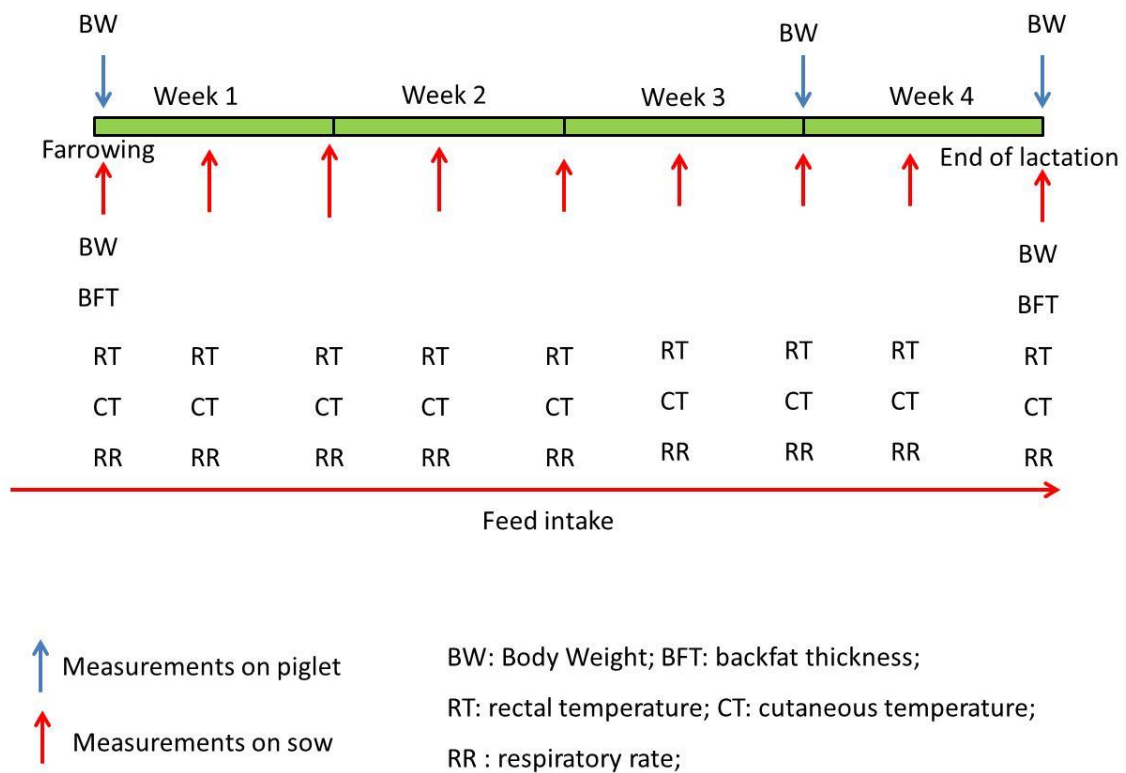 BW BW BW
Week 1 Week 2 Week 3 Week 4
Farrowing End of lactation
BW BW
BFT BFT
RT RT RT RT RT RT RT RT RT
CT CT CT CT CT CT CT CT CT
RR RR RR RR RR RR RR RR RR
Feed intake
Measurements on piglet
Measurements on sow
BW: Body Weight; BFT: backfat thickness;
RT: rectal temperature; CT: cutaneous temperature;
RR : respiratory rate;